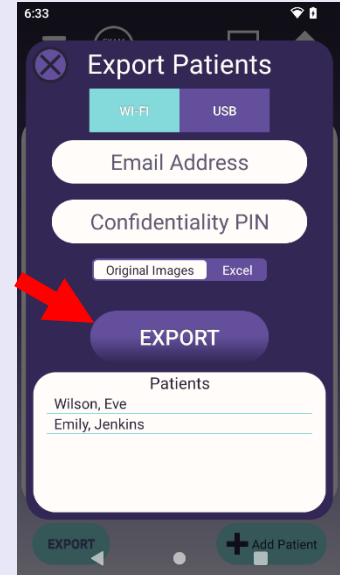 6:33
EXAM
Export Patients
WI-FI USB
Email Address
Confidentiality PIN
Original Images Excel
EXPORT
Patients
Wilson, Eve
Emily, Jenkins
EXPORT Add Patient